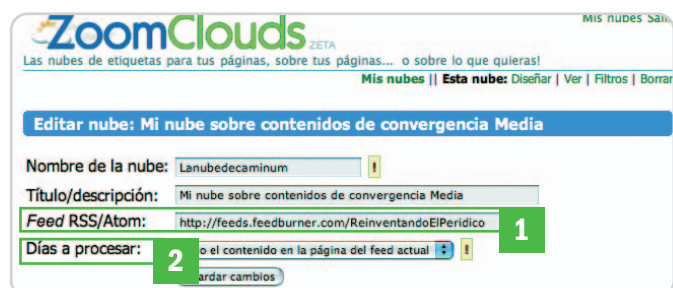 Mis nubes
ZoomClouds ZETA
Las nubes de etiquetas para tus páginas, sobre tus páginas... o sobre lo que quieras!
Mis nubes || Esta nube: Diseñar | Ver | Filtros | Borrar
Editar nube: Mi nube sobre contenidos de convergencia Media
Nombre de la nube: Lanubedecaminum !
Título/descripción: Mi nube sobre contenidos de convergencia Media
Feed RSS/Atom: http://feeds.feedburner.com/ReinventandoElPeridico 1
Días a procesar: 2 o el contenido en la página del feed actual !
ardar cambios